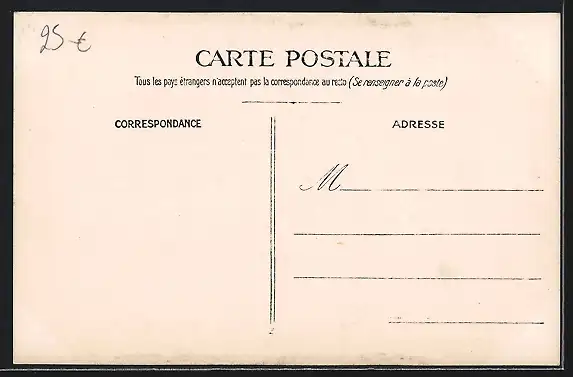 25 €
CARTE POSTALE
Tous les pays étrangers n'acceptent pas la correspondance au recto (Se renseigner à la poste)
CORRESPONDANCE
ADRESSE
M